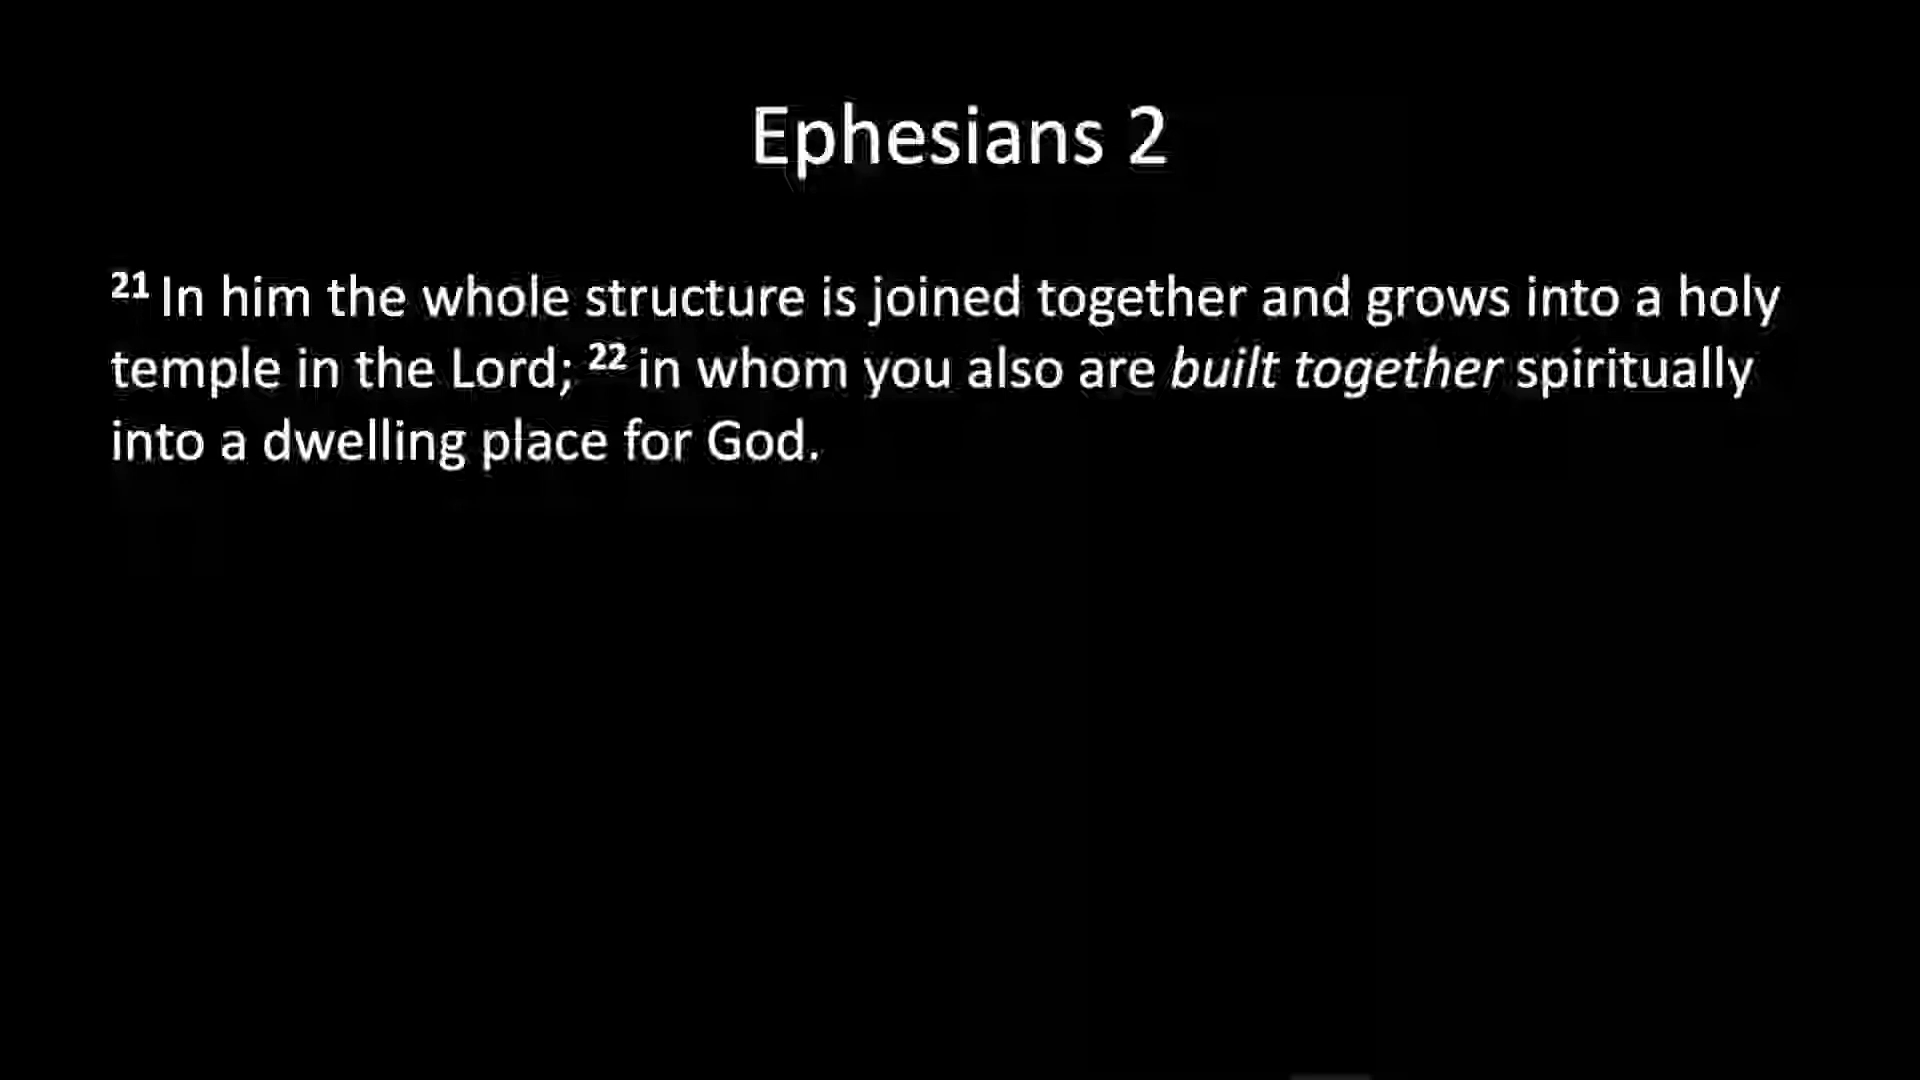 Ephesians 2
21 In him the whole structure is joined together and grows into a holy
temple in the Lord; 22 in whom you also are built together spiritually
into a dwelling place for God.